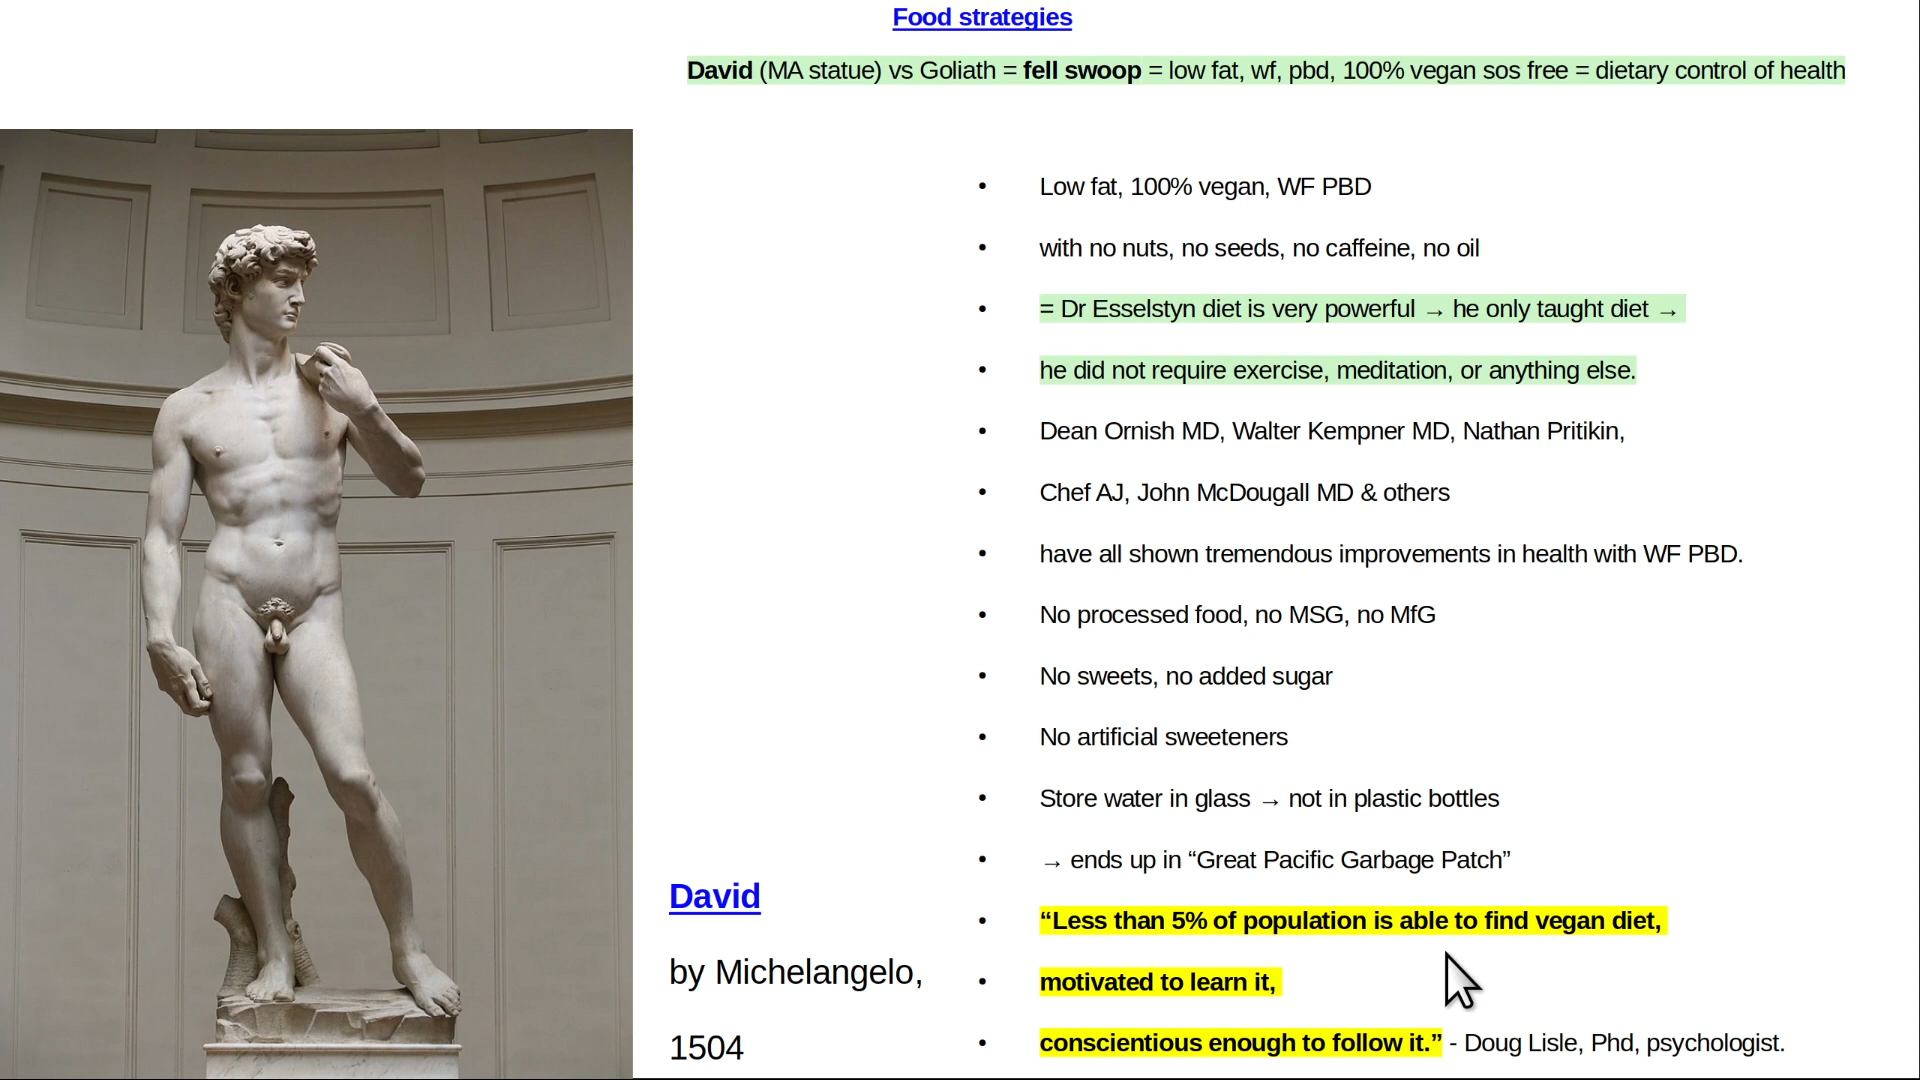 Food strategies
David (MA statue) vs Goliath = fell swoop = low fat, wf, pbd, 100% vegan sos free = dietary control of health
• Low fat, 100% vegan, WF PBD
• with no nuts, no seeds, no caffeine, no oil
• = Dr Esselstyn diet is very powerful → he only taught diet →
• he did not require exercise, meditation, or anything else.
• Dean Ornish MD, Walter Kempner MD, Nathan Pritikin,
• Chef AJ, John McDougall MD & others
• have all shown tremendous improvements in health with WF PBD.
• No processed food, no MSG, no MfG
• No sweets, no added sugar
• No artificial sweeteners
• Store water in glass → not in plastic bottles
• → ends up in “Great Pacific Garbage Patch”
• “Less than 5% of population is able to find vegan diet,
• motivated to learn it,
• conscientious enough to follow it.” - Doug Lisle, Phd, psychologist.
David
by Michelangelo,
1504